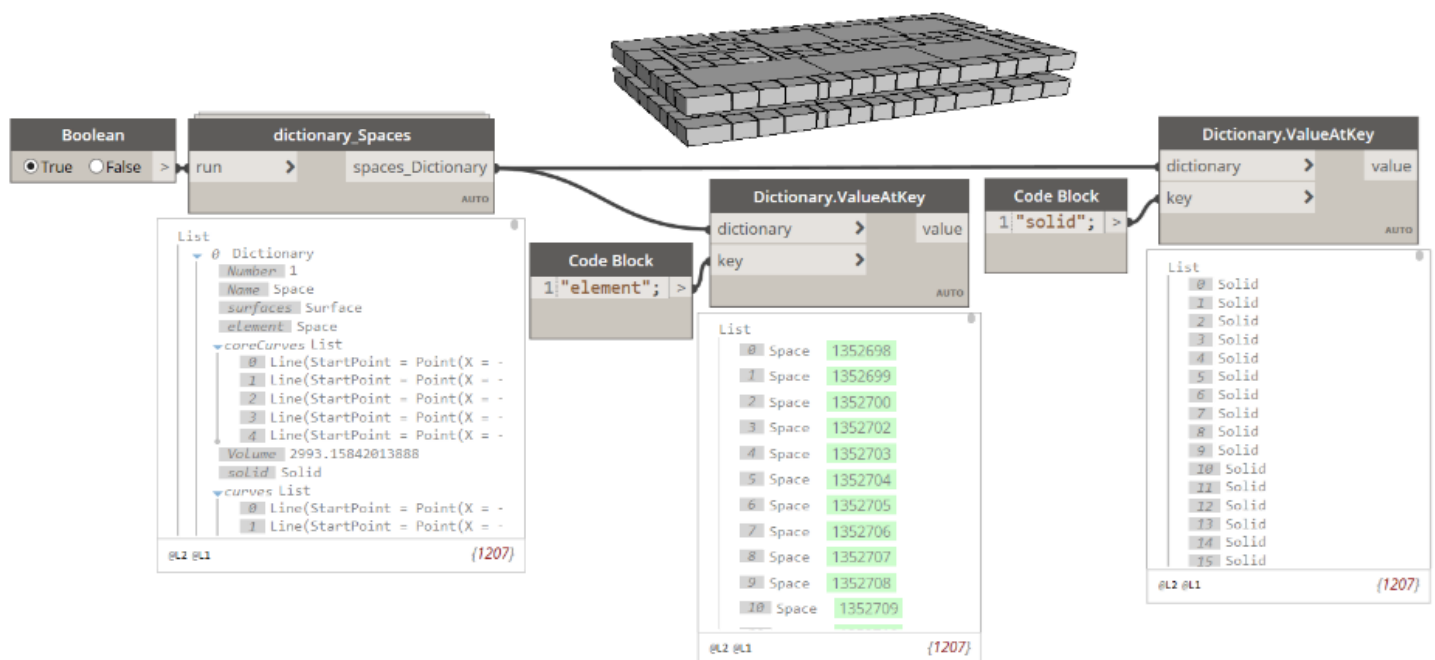 Boolean
True False >
dictionary_Spaces
run > spaces_Dictionary
AUTO
List
0 Dictionary
Number 1
Name Space
surfaces Surface
element Space
coreCurves List
0 Line(StartPoint = Point(X = -
1 Line(StartPoint = Point(X = -
2 Line(StartPoint = Point(X = -
3 Line(StartPoint = Point(X = -
4 Line(StartPoint = Point(X = -
Volume 2993.15842013888
solid Solid
curves List
0 Line(StartPoint = Point(X = -
1 Line(StartPoint = Point(X = -
@L2 @L1 {1207}
Code Block
1 "element"; >
Dictionary.ValueAtKey
dictionary > value
key >
AUTO
List
0 Space 1352698
1 Space 1352699
2 Space 1352700
3 Space 1352702
4 Space 1352703
5 Space 1352704
6 Space 1352705
7 Space 1352706
8 Space 1352707
9 Space 1352708
10 Space 1352709
@L2 @L1 {1207}
Code Block
1 "solid"; >
Dictionary.ValueAtKey
dictionary > value
key >
AUTO
List
0 Solid
1 Solid
2 Solid
3 Solid
4 Solid
5 Solid
6 Solid
7 Solid
8 Solid
9 Solid
10 Solid
11 Solid
12 Solid
13 Solid
14 Solid
15 Solid
@L2 @L1 {1207}